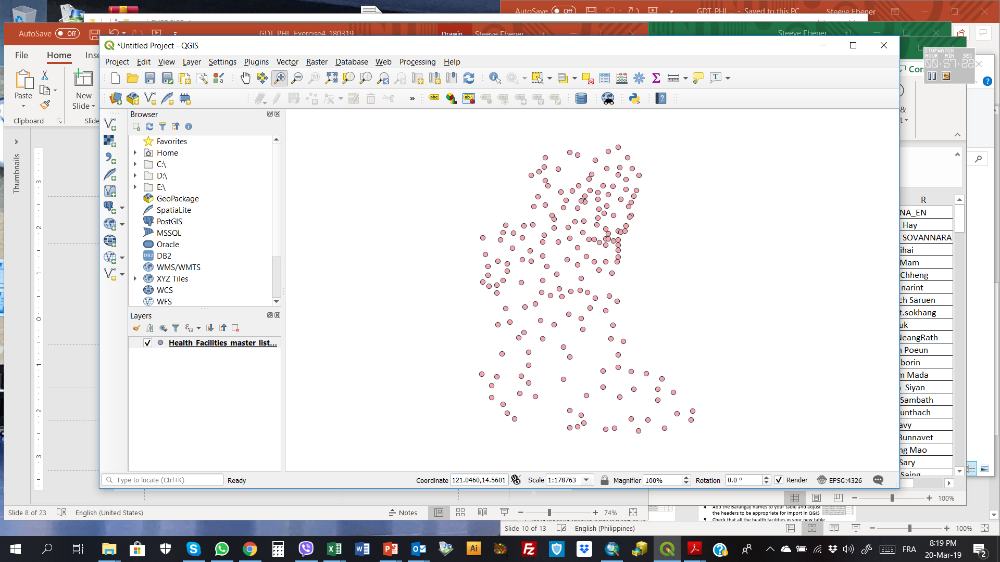 AutoSave Off
GDT_PHI_... - Saved to this PC
Steeve Ebener
AutoSave Off
GDT_PHI_Exercise4_180319
Drawin
Steeve Ebener
Steeve Ebener
File
Home
Inse
Paste
New
Slide
Clipboard
Slide
Thumbnails
STOPWATCH
HOUR MIN SEC
00:57:22
Con
*Untitled Project - QGIS
Project Edit View Layer Settings Plugins Vector Raster Database Web Processing Help
Browser
Favorites
Home
C:\
D:\
E:\
GeoPackage
SpatiaLite
PostGIS
MSSQL
Oracle
DB2
WMS/WMTS
XYZ Tiles
WCS
WFS
Layers
Health_Facilities_master_list...
R
NA_EN
Hay
SOVANNARA
ihai
Mam
Chheng
narint
ch Saruen
t.sokhang
uk
NeangRath
n Poeun
borin
m Mada
Siyan
Sambath
unthach
avy
Bunnavet
ng Mao
Sary
Saing
Type to locate (Ctrl+K)
Ready
Coordinate 121.0460,14.5601
Scale 1:178763
Magnifier 100%
Rotation 0.0 °
Render
EPSG:4326
100%
4. Add the Barangay names to your table and adjust
the headers to be appropriate for import in QGIS
5. Check that all the health facilities in your new table
Slide 8 of 23
English (United States)
Notes
74%
Slide 10 of 13
English (Philippines)
100%
FRA
8:19 PM
20-Mar-19
2